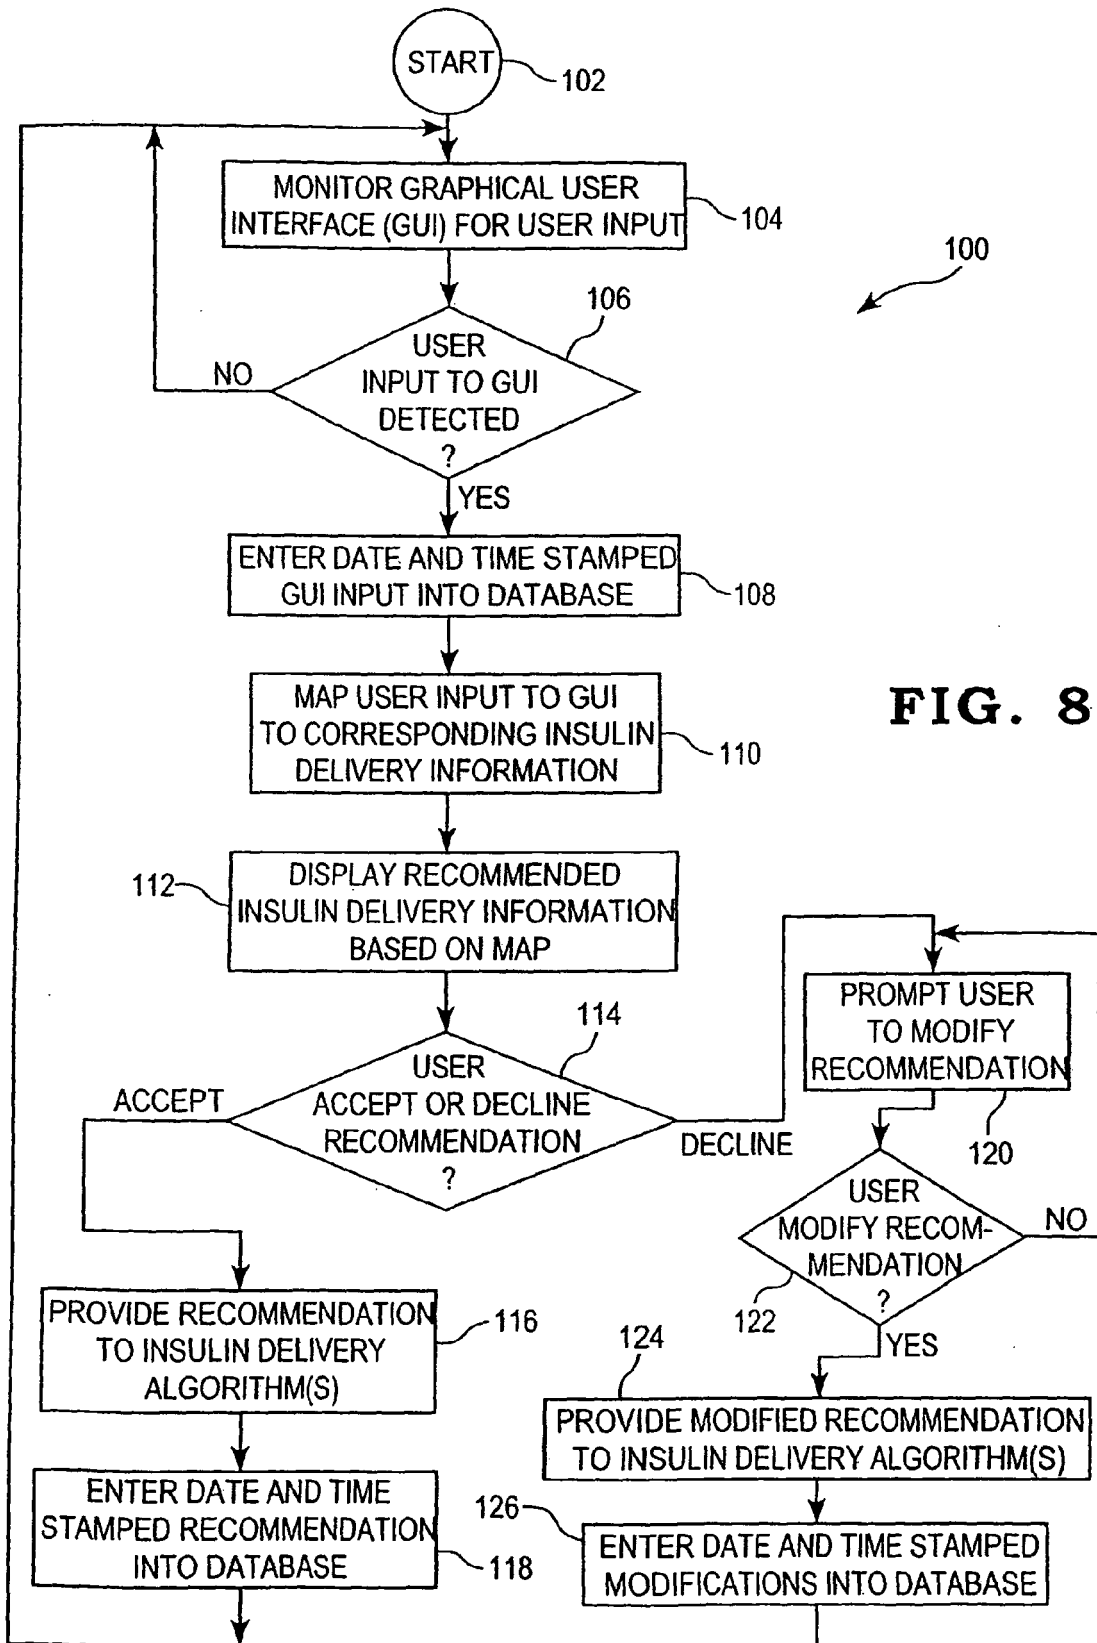 START
102
MONITOR GRAPHICAL USER
INTERFACE (GUI) FOR USER INPUT
104
100
106
USER
INPUT TO GUI
DETECTED
?
NO
YES
ENTER DATE AND TIME STAMPED
GUI INPUT INTO DATABASE
108
MAP USER INPUT TO GUI
TO CORRESPONDING INSULIN
DELIVERY INFORMATION
110
FIG. 8
112
DISPLAY RECOMMENDED
INSULIN DELIVERY INFORMATION
BASED ON MAP
114
USER
ACCEPT OR DECLINE
RECOMMENDATION
?
ACCEPT
DECLINE
PROMPT USER
TO MODIFY
RECOMMENDATION
120
USER
MODIFY RECOM-
MENDATION
?
122
NO
YES
PROVIDE RECOMMENDATION
TO INSULIN DELIVERY
ALGORITHM(S)
116
124
PROVIDE MODIFIED RECOMMENDATION
TO INSULIN DELIVERY ALGORITHM(S)
ENTER DATE AND TIME
STAMPED RECOMMENDATION
INTO DATABASE
118
126
ENTER DATE AND TIME STAMPED
MODIFICATIONS INTO DATABASE